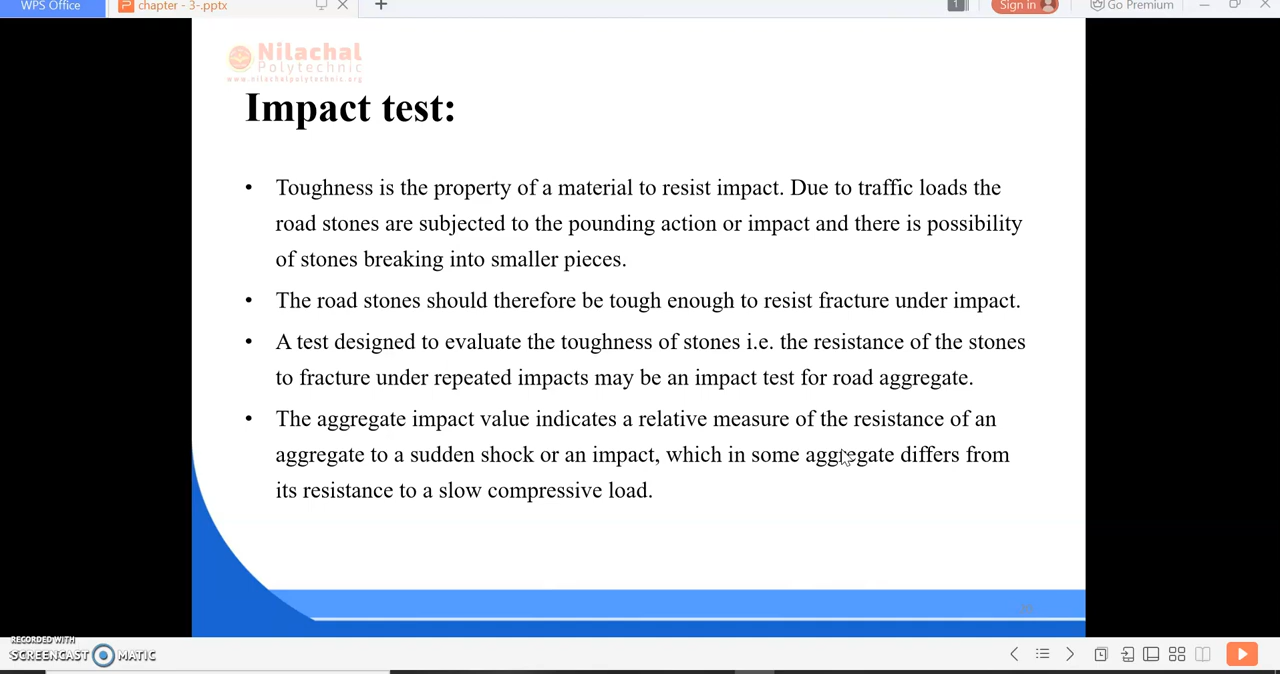 WPS Office
chapter - 3-.pptx
1
Sign in
Go Premium
Nilachal
Polytechnic
www.nilachalpolytechnic.org
Impact test:
• Toughness is the property of a material to resist impact. Due to traffic loads the
road stones are subjected to the pounding action or impact and there is possibility
of stones breaking into smaller pieces.
• The road stones should therefore be tough enough to resist fracture under impact.
• A test designed to evaluate the toughness of stones i.e. the resistance of the stones
to fracture under repeated impacts may be an impact test for road aggregate.
• The aggregate impact value indicates a relative measure of the resistance of an
aggregate to a sudden shock or an impact, which in some aggregate differs from
its resistance to a slow compressive load.
RECORDED WITH
SCREENCAST MATIC